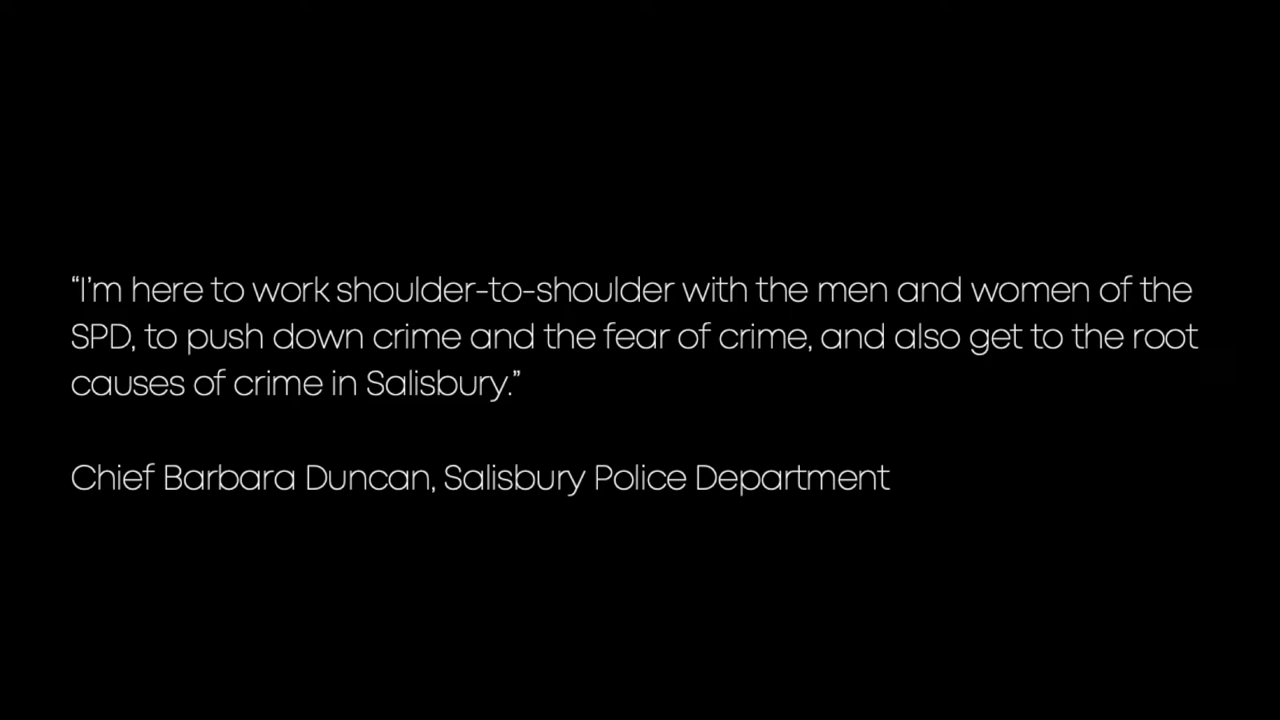 “I’m here to work shoulder-to-shoulder with the men and women of the
SPD, to push down crime and the fear of crime, and also get to the root
causes of crime in Salisbury.”
Chief Barbara Duncan, Salisbury Police Department